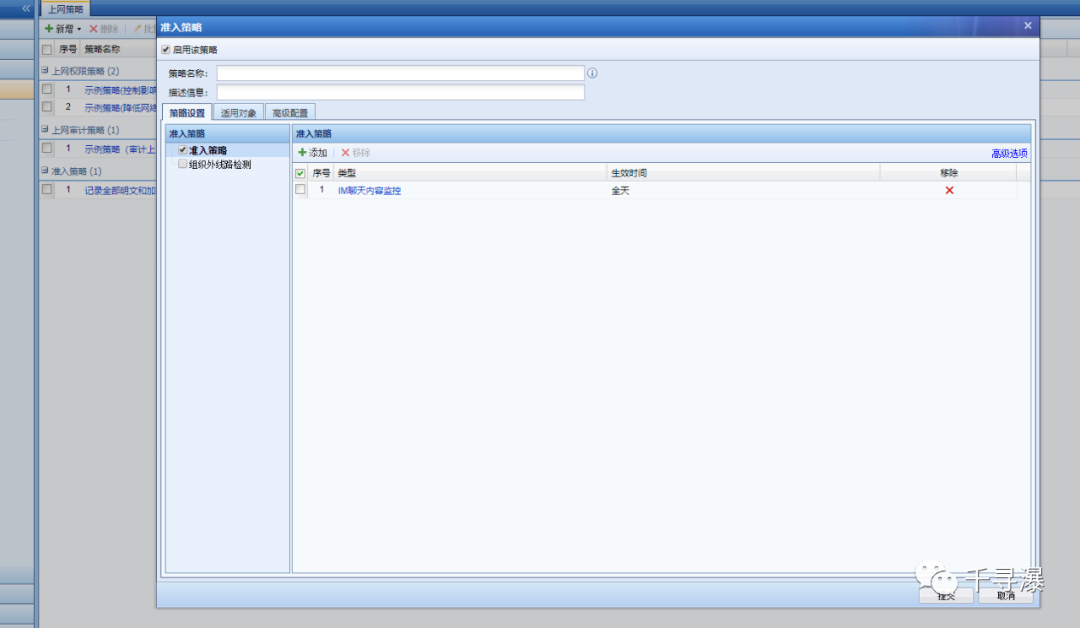 上网策略
新增 删除 批
序号 策略名称
上网权限策略 (2)
1 示例策略(控制影响
2 示例策略(降低网络
上网审计策略 (1)
1 示例策略（审计上
准入策略 (1)
1 记录全部明文和加
准入策略
启用该策略
策略名称：
描述信息：
策略设置 适用对象 高级配置
准入策略
准入策略
组织外线路检测
准入策略
添加 移除
高级选项
序号 类型 生效时间 移除
1 IM聊天内容监控 全天
提交 取消
千寻瀑